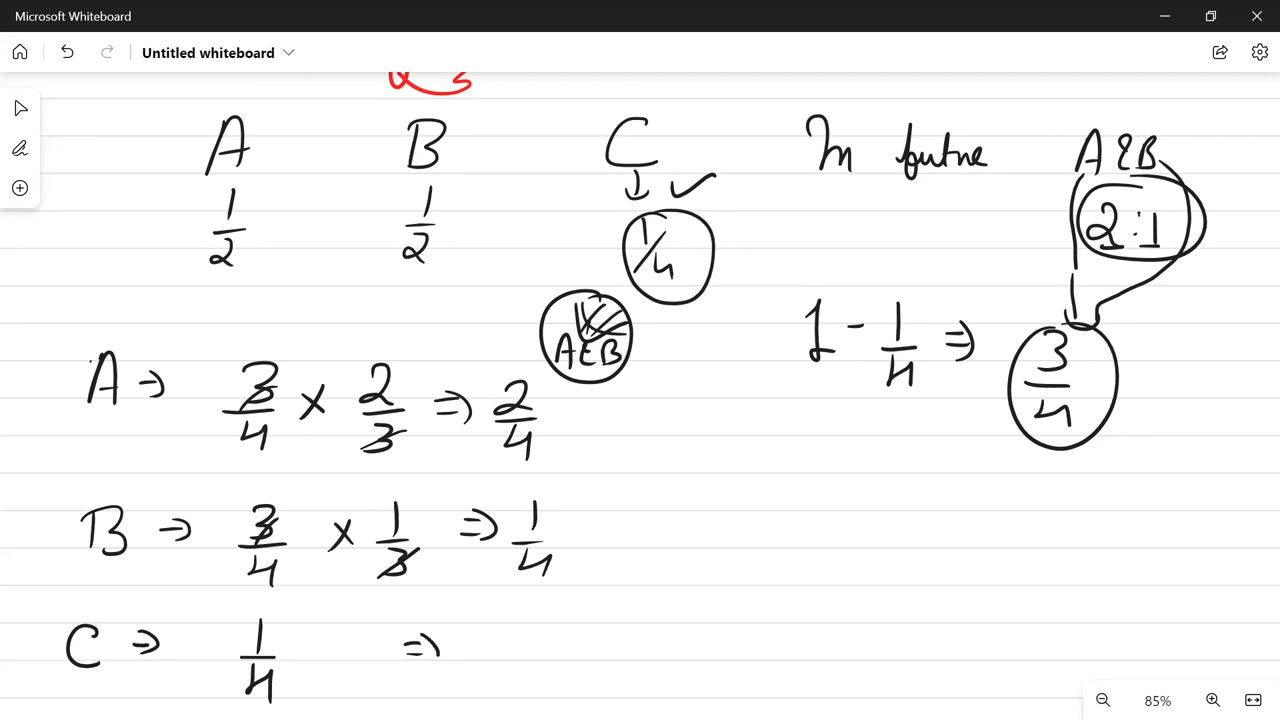 Microsoft Whiteboard
Untitled whiteboard
A B C In future A & B
1/2 1/2 1/4 2:1
A & B
1 - 1/4 ⇒ 3/4
A ⇒ 3/4 × 2/3 ⇒ 2/4
B ⇒ 3/4 × 1/3 ⇒ 1/4
C ⇒ 1/4 ⇒
85%